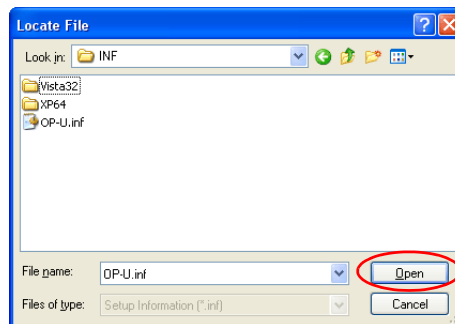 Locate File
Look in: INF
Vista32
XP64
OP-U.inf
File name: OP-U.inf Open
Files of type: Setup Information (*.inf) Cancel